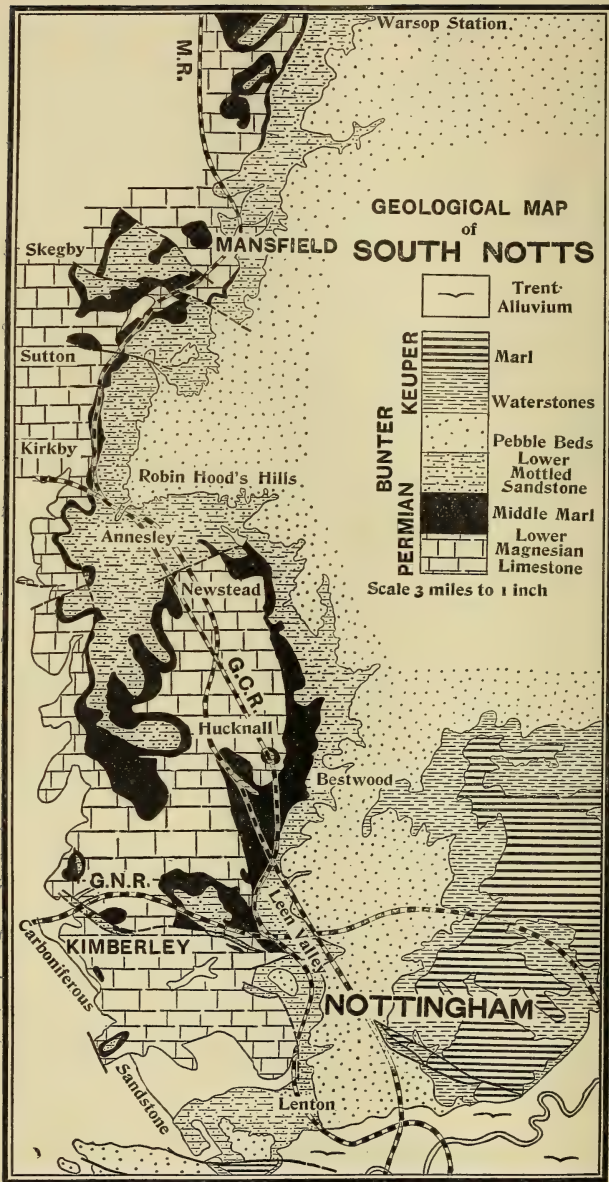 Warsop Station.
M.R.
GEOLOGICAL MAP
of
SOUTH NOTTS
Skegby
MANSFIELD
Trent
Alluvium
KEUPER
Marl
Sutton
Waterstones
BUNTER
Pebble Beds
Kirkby
Lower
Mottled
Sandstone
Robin Hood's Hills
PERMIAN
Middle Marl
Annesley
Lower
Magnesian
Limestone
Newstead
Scale 3 miles to 1 inch
G.C.R.
Hucknall
Bestwood
G.N.R.
Leen Valley
Carboniferous
Sandstone
KIMBERLEY
NOTTINGHAM
Lenton